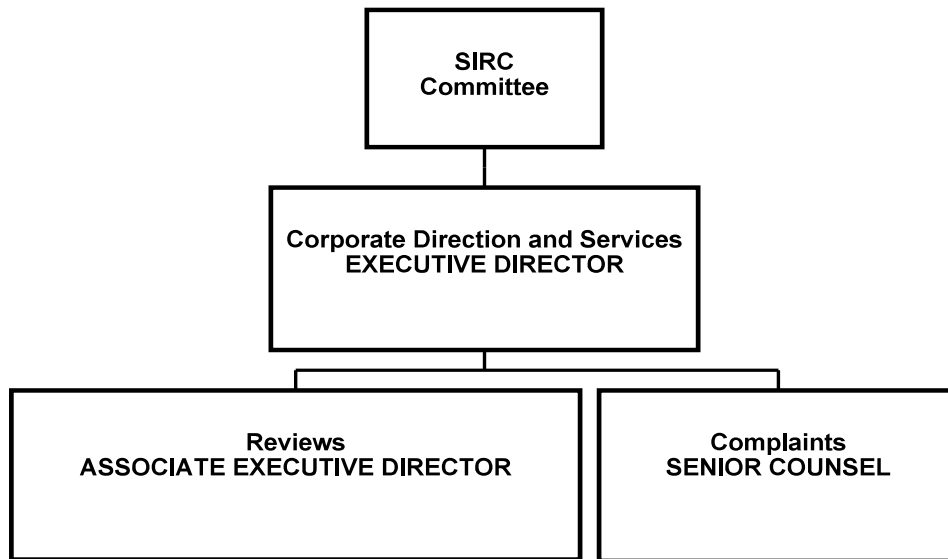 SIRC
Committee
Corporate Direction and Services
EXECUTIVE DIRECTOR
Reviews
ASSOCIATE EXECUTIVE DIRECTOR
Complaints
SENIOR COUNSEL